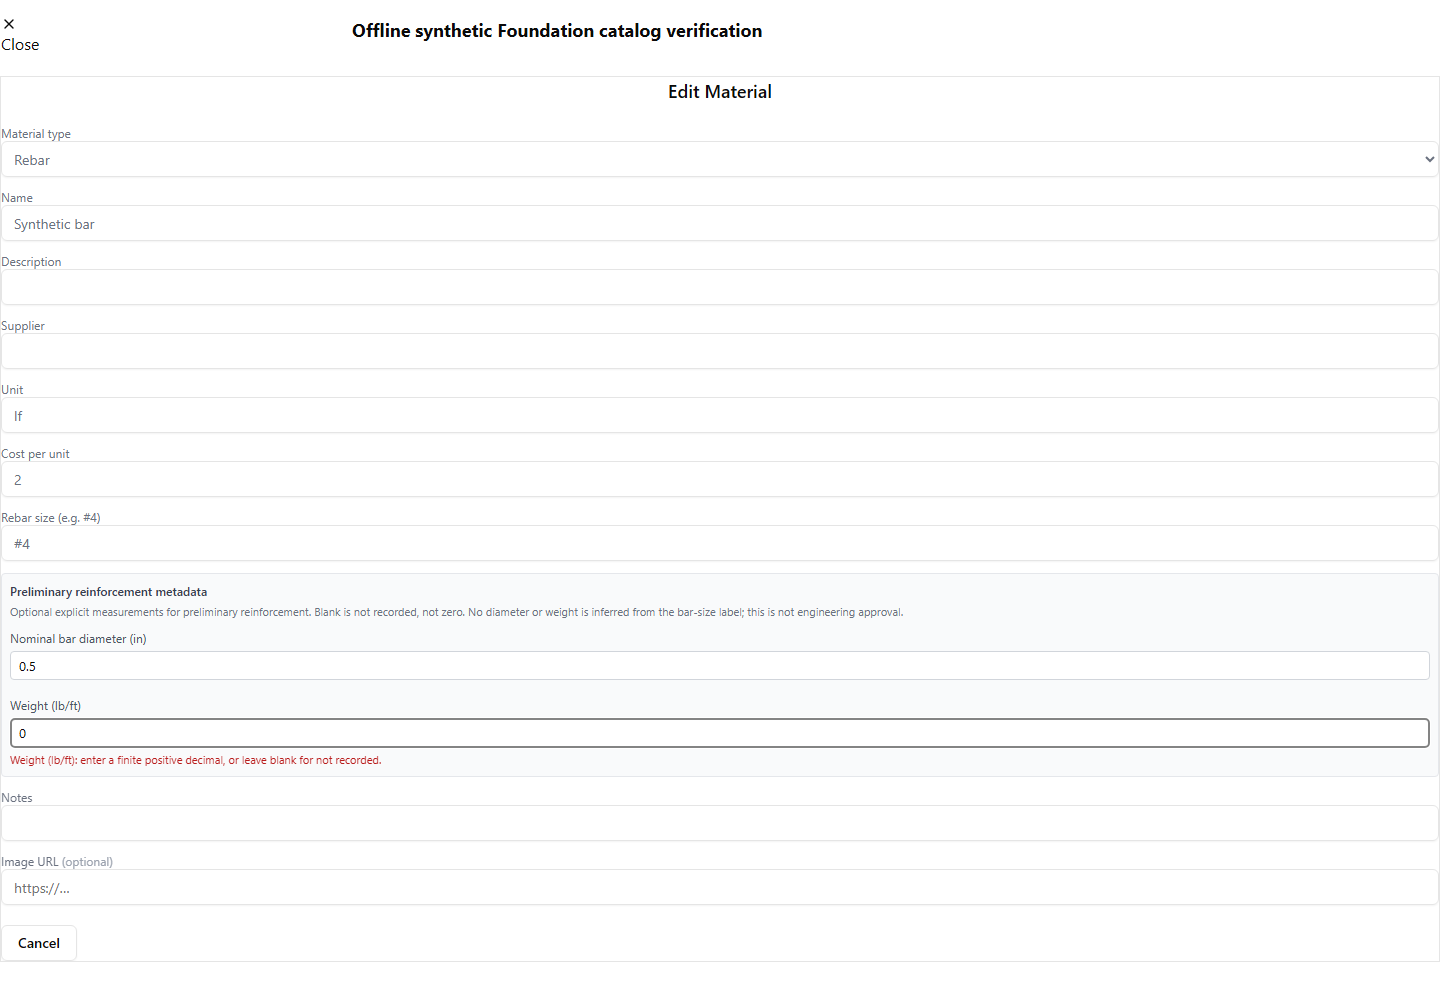 Close
Offline synthetic Foundation catalog verification
Edit Material
Material type
Rebar
Name
Synthetic bar
Description
Supplier
Unit
lf
Cost per unit
2
Rebar size (e.g. #4)
#4
Preliminary reinforcement metadata
Optional explicit measurements for preliminary reinforcement. Blank is not recorded, not zero. No diameter or weight is inferred from the bar-size label; this is not engineering approval.
Nominal bar diameter (in)
0.5
Weight (lb/ft)
0
Weight (lb/ft): enter a finite positive decimal, or leave blank for not recorded.
Notes
Image URL (optional)
https://...
Cancel